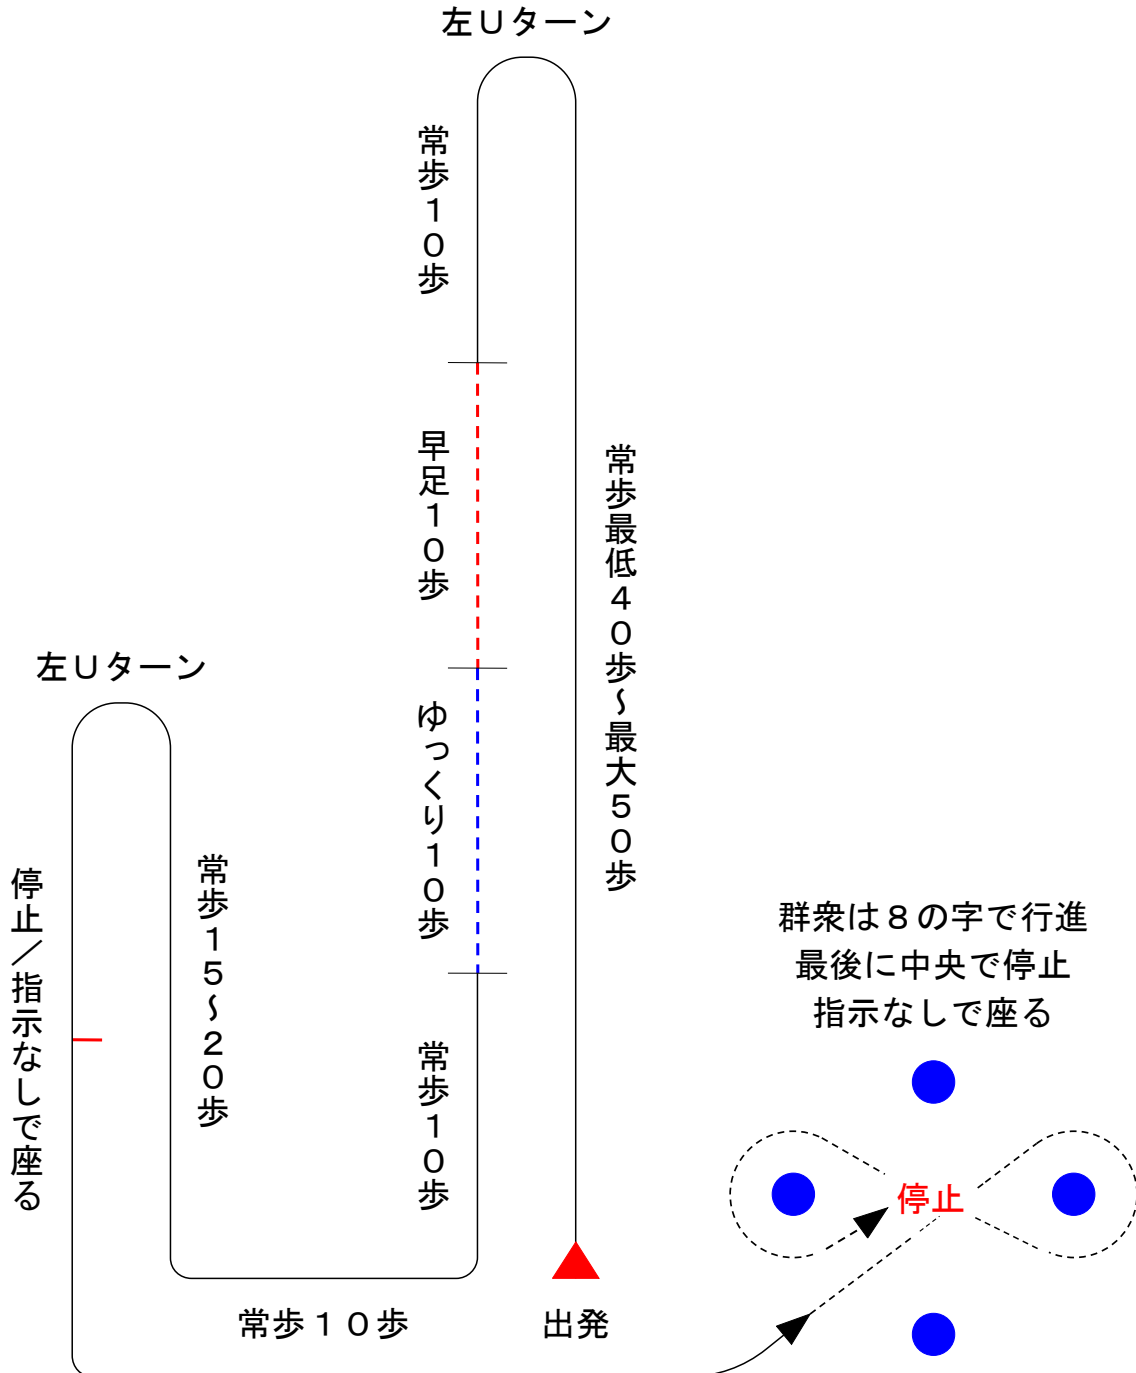 左Uターン
常歩10歩
早足10歩
常歩最低40歩～最大50歩
左Uターン
ゆっくり10歩
停止／指示なしで座る
常歩15～20歩
常歩10歩
群衆は8の字で行進
最後に中央で停止
指示なしで座る
停止
常歩10歩
出発